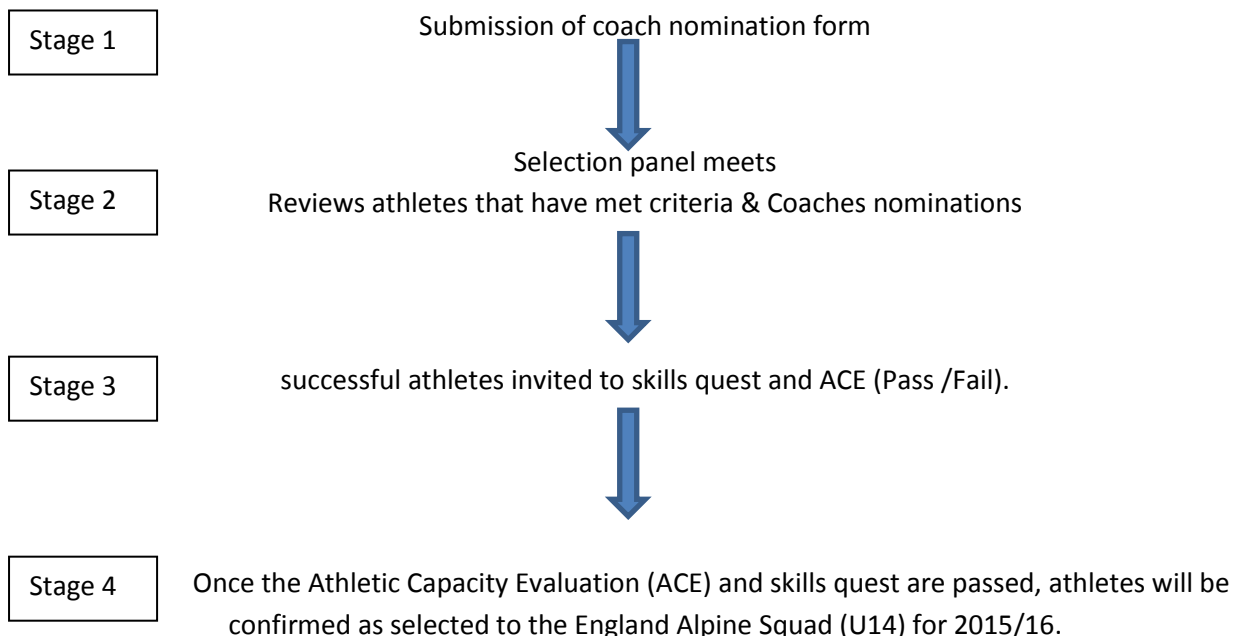 Stage 1
Submission of coach nomination form
Selection panel meets
Stage 2
Reviews athletes that have met criteria & Coaches nominations
Stage 3
successful athletes invited to skills quest and ACE (Pass /Fail).
Stage 4
Once the Athletic Capacity Evaluation (ACE) and skills quest are passed, athletes will be
confirmed as selected to the England Alpine Squad (U14) for 2015/16.